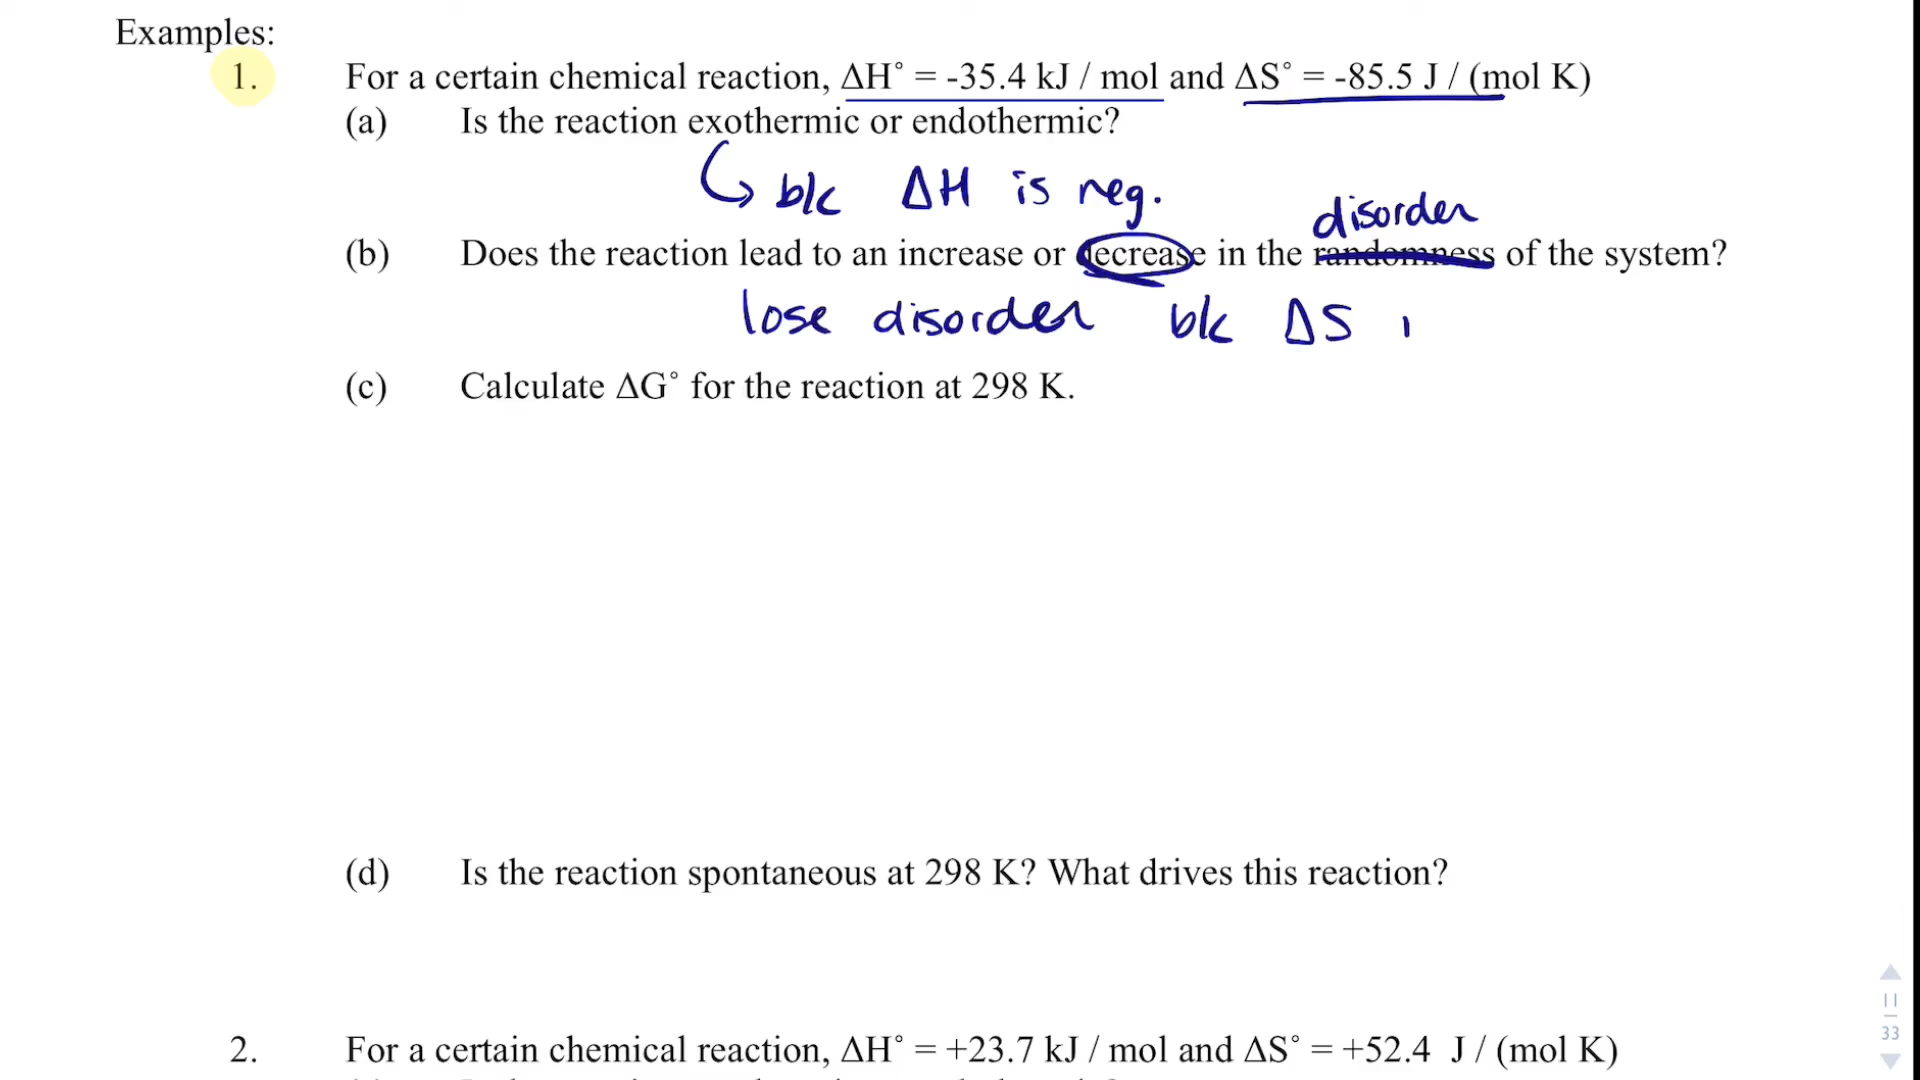 Examples:
1. For a certain chemical reaction, ΔH° = -35.4 kJ / mol and ΔS° = -85.5 J / (mol K)
(a) Is the reaction exothermic or endothermic?
b/c ΔH is neg.
disorder
(b) Does the reaction lead to an increase or decrease in the randomness of the system?
lose disorder b/c ΔS
(c) Calculate ΔG° for the reaction at 298 K.
(d) Is the reaction spontaneous at 298 K? What drives this reaction?
11
33
2. For a certain chemical reaction, ΔH° = +23.7 kJ / mol and ΔS° = +52.4 J / (mol K)